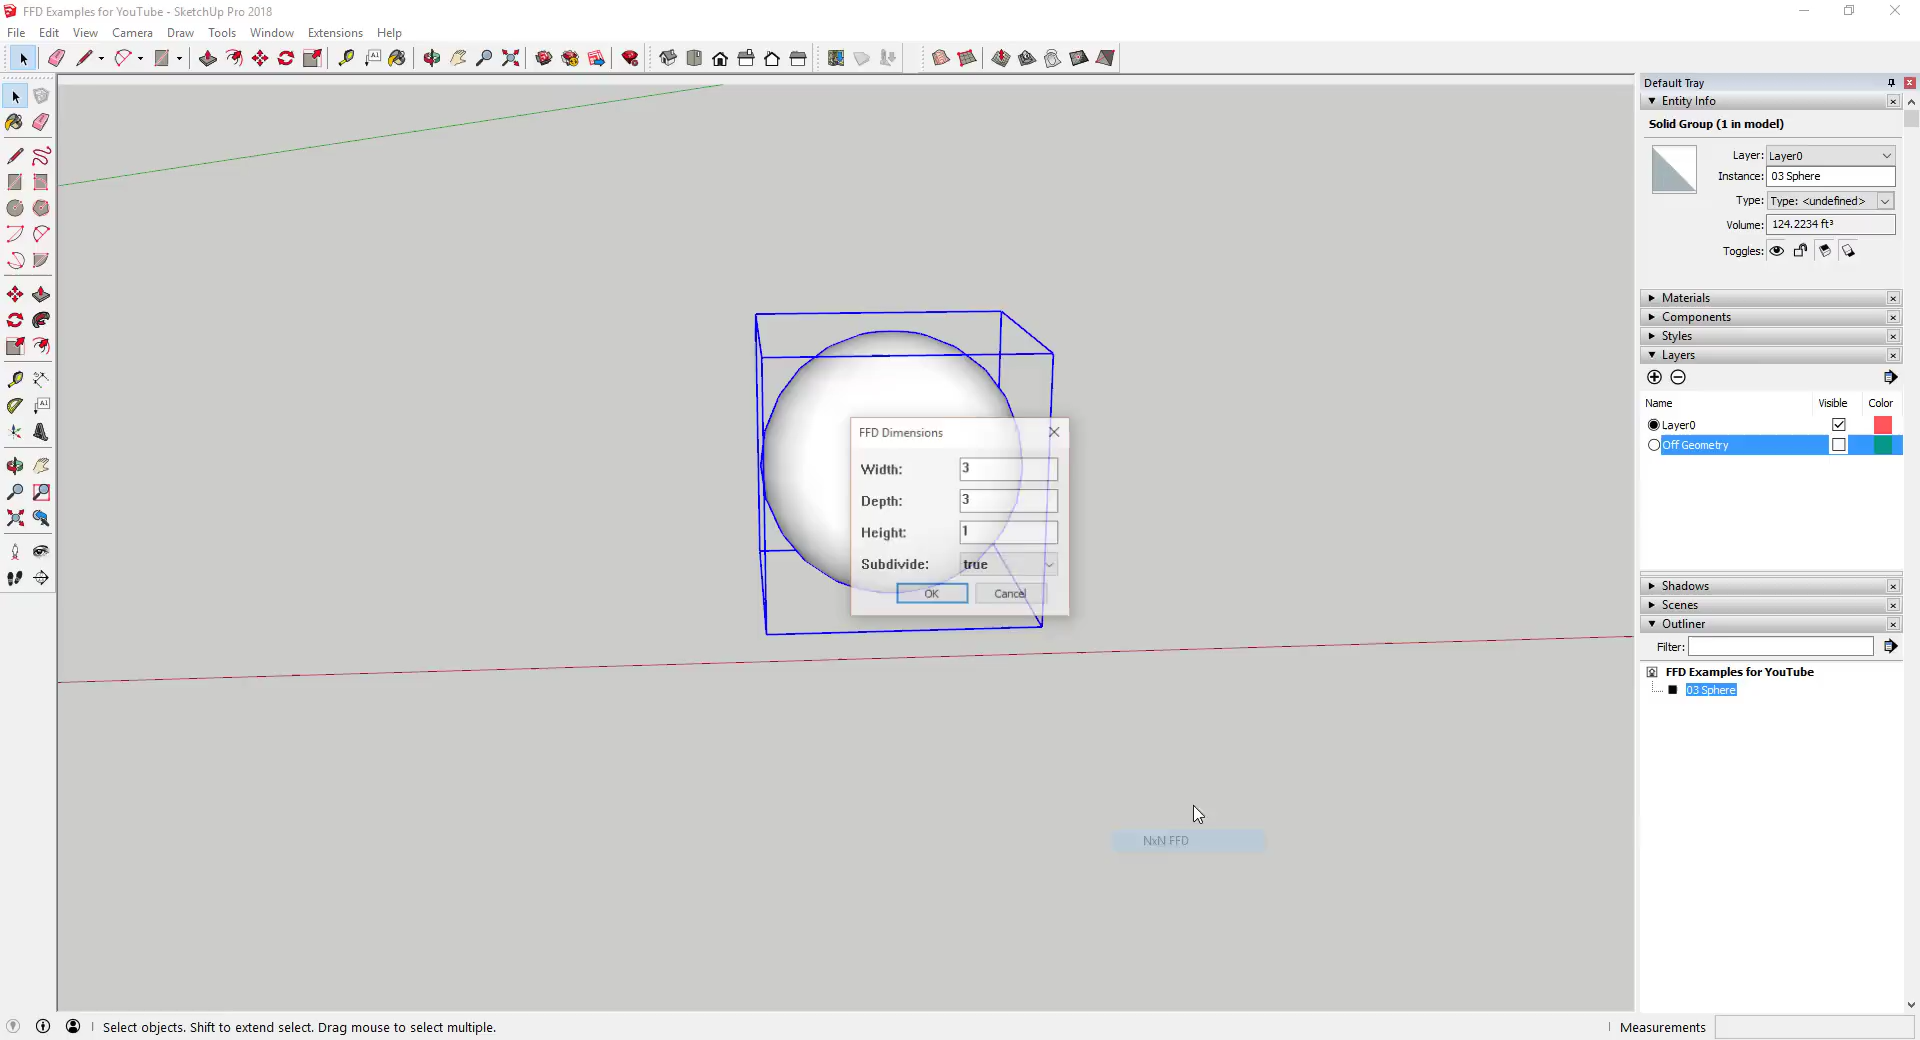 FFD Examples for YouTube - SketchUp Pro 2018
File Edit View Camera Draw Tools Window Extensions Help
Default Tray
Entity Info
Solid Group (1 in model)
Layer: Layer0
Instance: 03 Sphere
Type: Type: <undefined>
Volume: 124.2234 ft³
Toggles:
Materials
Components
Styles
Layers
Name Visible Color
Layer0
Off Geometry
Shadows
Scenes
Outliner
Filter:
FFD Examples for YouTube
03 Sphere
FFD Dimensions
Width: 3
Depth: 3
Height: 1
Subdivide: true
OK Cancel
NxN FFD
Select objects. Shift to extend select. Drag mouse to select multiple.
Measurements